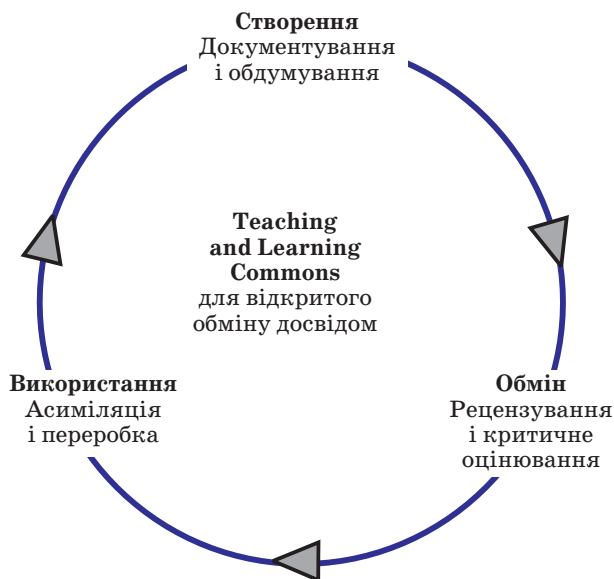 Створення
Документування
і обдумування
Teaching
and Learning
Commons
для відкритого
обміну досвідом
Використання
Асиміляція
і переробка
Обмін
Рецензування
і критичне
оцінювання